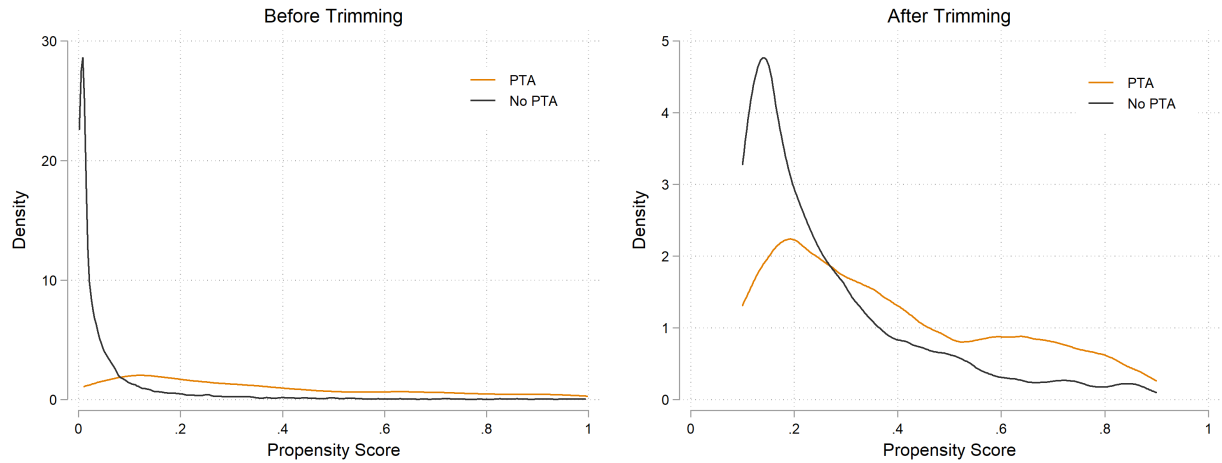 Before Trimming
30
20
10
0
Density
PTA
No PTA
0 .2 .4 .6 .8 1
Propensity Score
After Trimming
5
4
3
2
1
0
Density
PTA
No PTA
0 .2 .4 .6 .8 1
Propensity Score